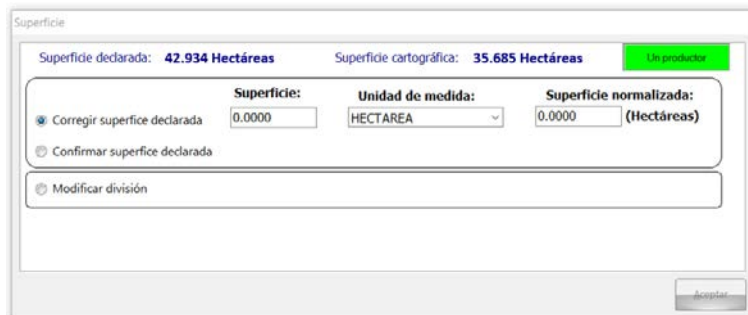 Superficie
Superficie declarada: 42.934 Hectáreas Superficie cartográfica: 35.685 Hectáreas Un productor
Superficie: Unidad de medida: Superficie normalizada:
Corregir superfice declarada 0.0000 HECTAREA 0.0000 (Hectáreas)
Confirmar superfice declarada
Modificar división
Aceptar